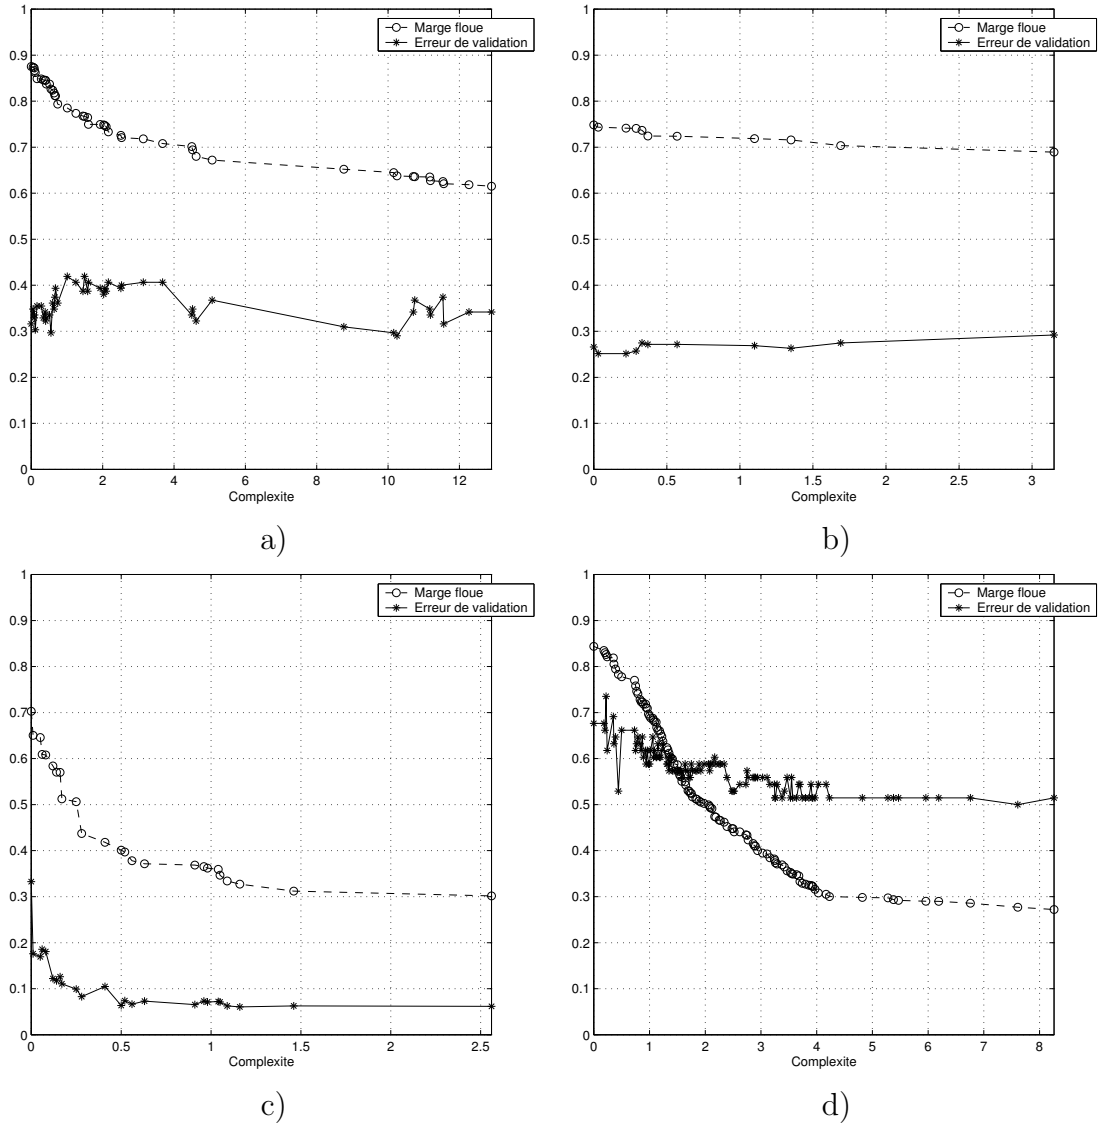 1
0.9
0.8
0.7
0.6
0.5
0.4
0.3
0.2
0.1
0
0 2 4 6 8 10 12
Complexite
Marge floue
Erreur de validation
a)
1
0.9
0.8
0.7
0.6
0.5
0.4
0.3
0.2
0.1
0
0 0.5 1 1.5 2 2.5 3
Complexite
Marge floue
Erreur de validation
b)
1
0.9
0.8
0.7
0.6
0.5
0.4
0.3
0.2
0.1
0
0 0.5 1 1.5 2 2.5
Complexite
Marge floue
Erreur de validation
c)
1
0.9
0.8
0.7
0.6
0.5
0.4
0.3
0.2
0.1
0
0 1 2 3 4 5 6 7 8
Complexite
Marge floue
Erreur de validation
d)